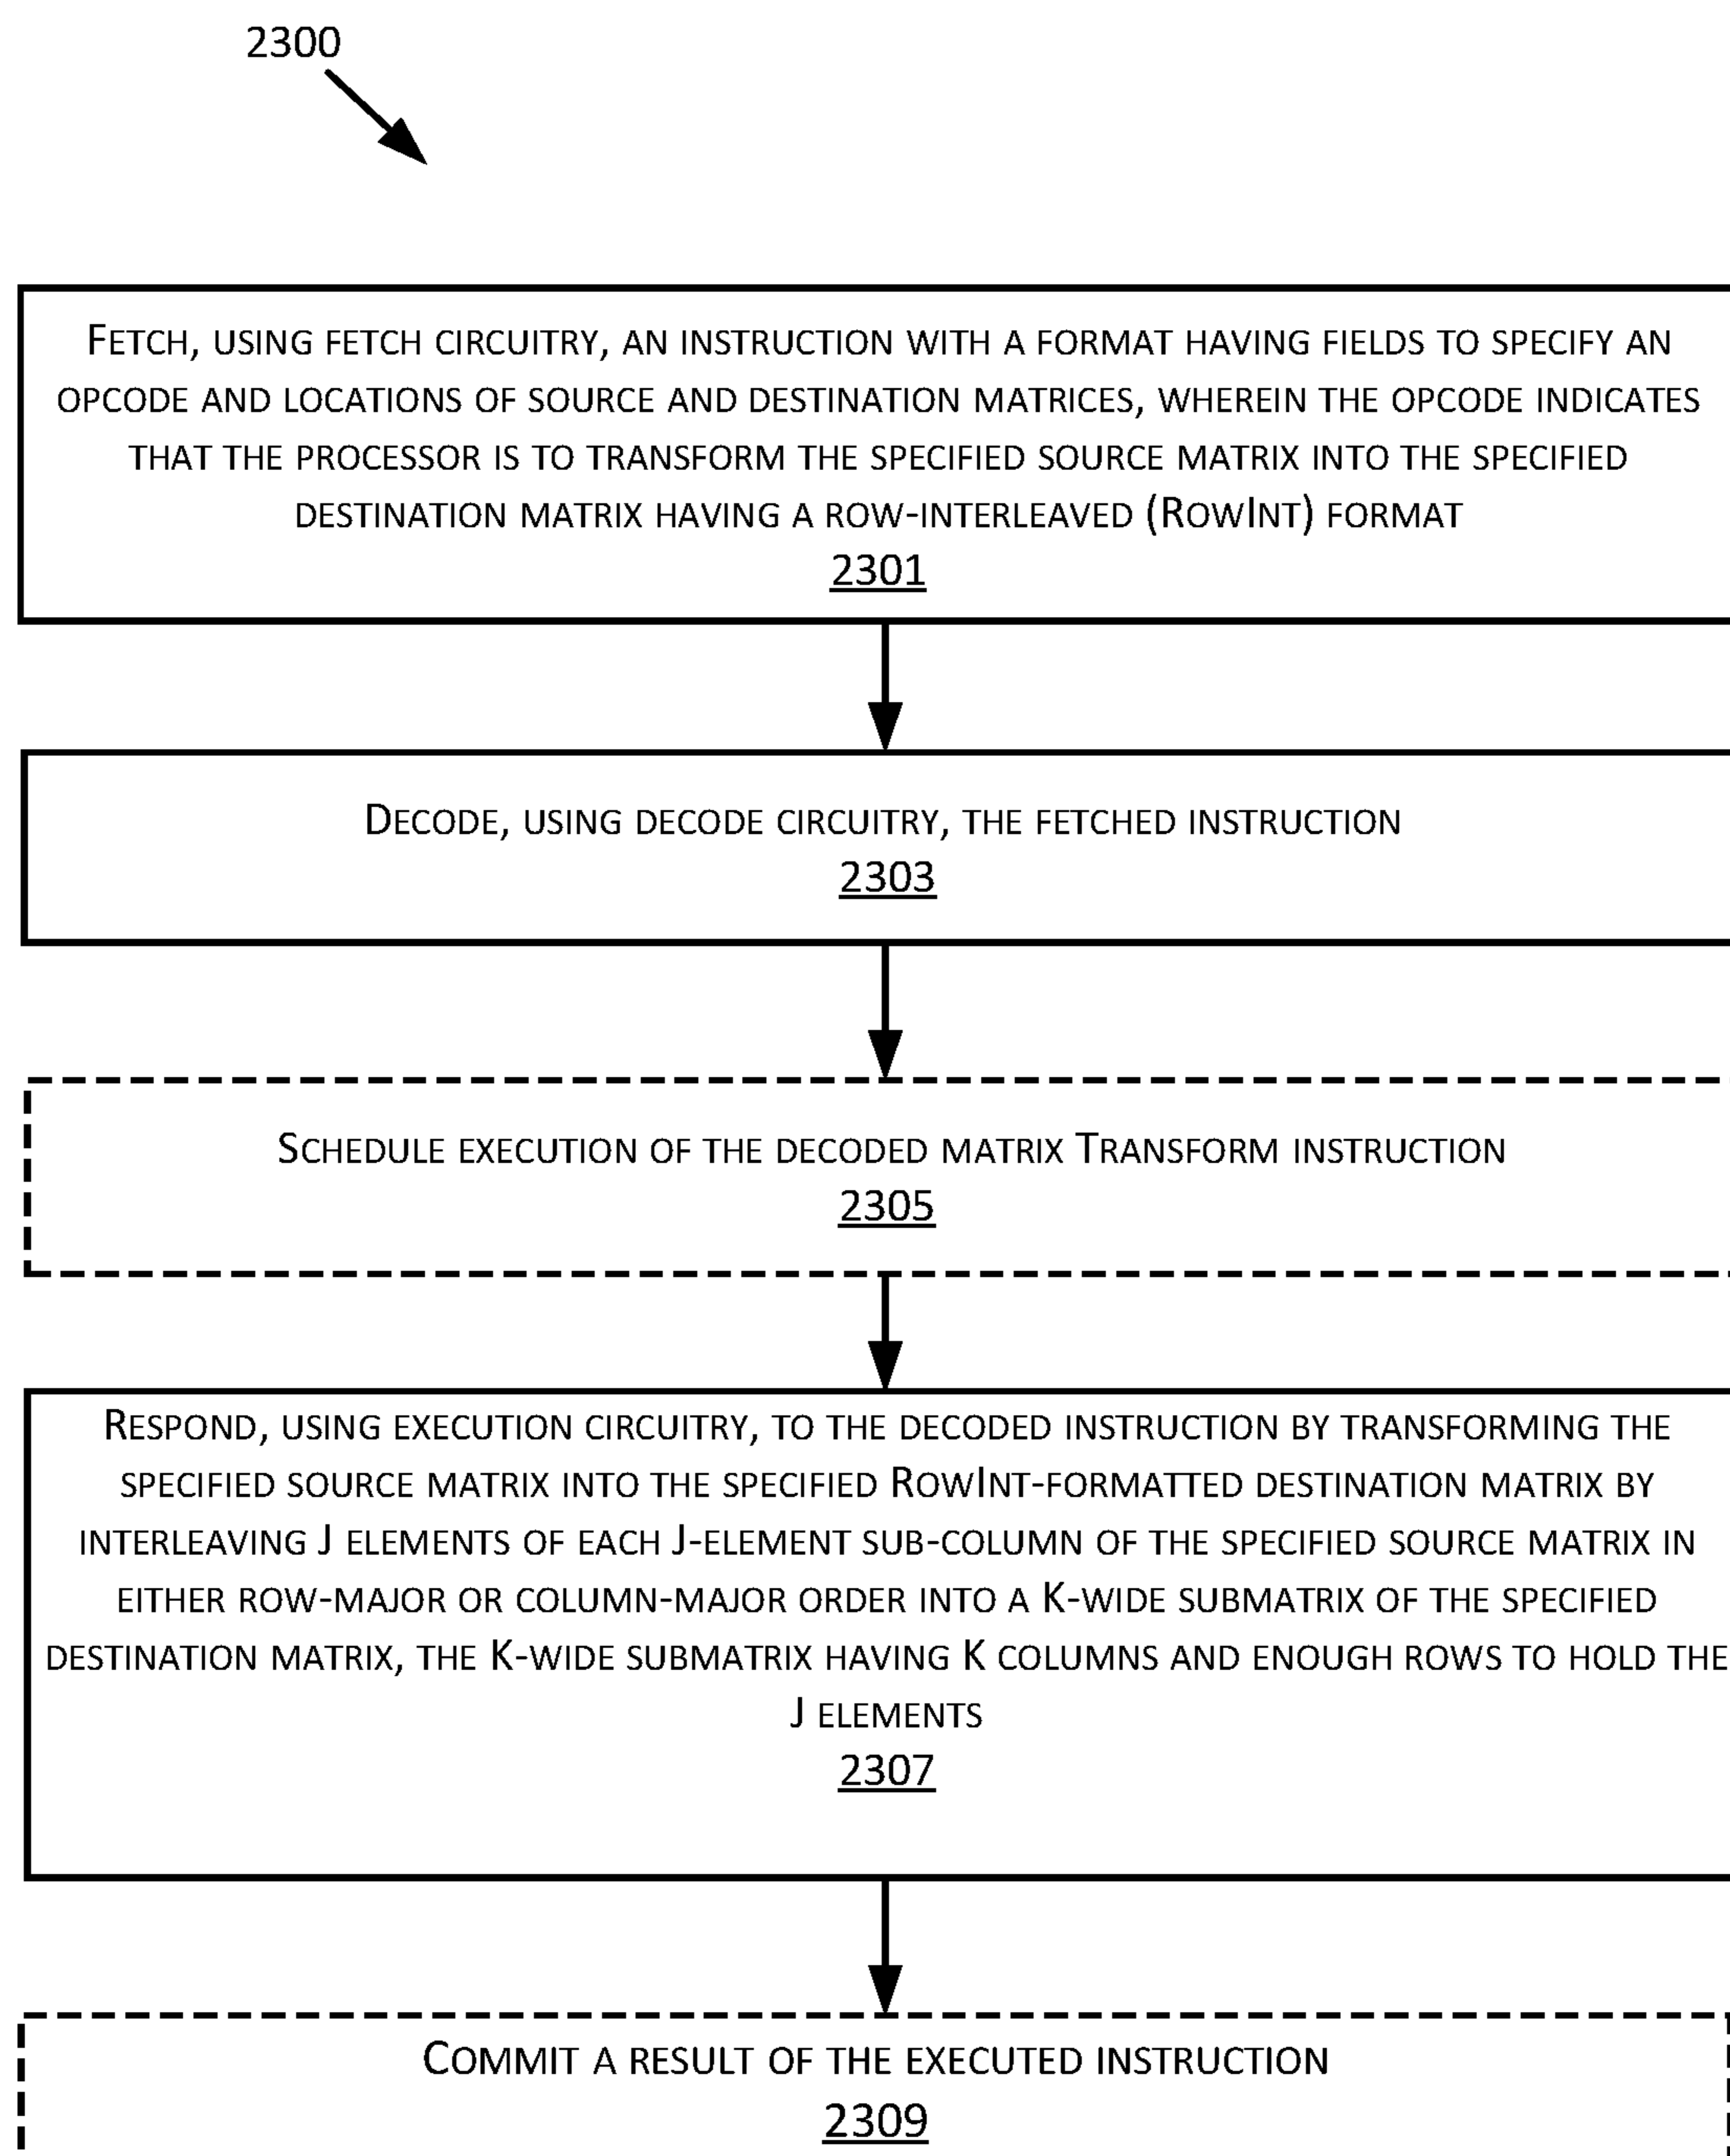 2300
FETCH, USING FETCH CIRCUITRY, AN INSTRUCTION WITH A FORMAT HAVING FIELDS TO SPECIFY AN
OPCODE AND LOCATIONS OF SOURCE AND DESTINATION MATRICES, WHEREIN THE OPCODE INDICATES
THAT THE PROCESSOR IS TO TRANSFORM THE SPECIFIED SOURCE MATRIX INTO THE SPECIFIED
DESTINATION MATRIX HAVING A ROW-INTERLEAVED (ROWINT) FORMAT
2301
DECODE, USING DECODE CIRCUITRY, THE FETCHED INSTRUCTION
2303
SCHEDULE EXECUTION OF THE DECODED MATRIX TRANSFORM INSTRUCTION
2305
RESPOND, USING EXECUTION CIRCUITRY, TO THE DECODED INSTRUCTION BY TRANSFORMING THE
SPECIFIED SOURCE MATRIX INTO THE SPECIFIED ROWINT-FORMATTED DESTINATION MATRIX BY
INTERLEAVING J ELEMENTS OF EACH J-ELEMENT SUB-COLUMN OF THE SPECIFIED SOURCE MATRIX IN
EITHER ROW-MAJOR OR COLUMN-MAJOR ORDER INTO A K-WIDE SUBMATRIX OF THE SPECIFIED
DESTINATION MATRIX, THE K-WIDE SUBMATRIX HAVING K COLUMNS AND ENOUGH ROWS TO HOLD THE
J ELEMENTS
2307
COMMIT A RESULT OF THE EXECUTED INSTRUCTION
2309